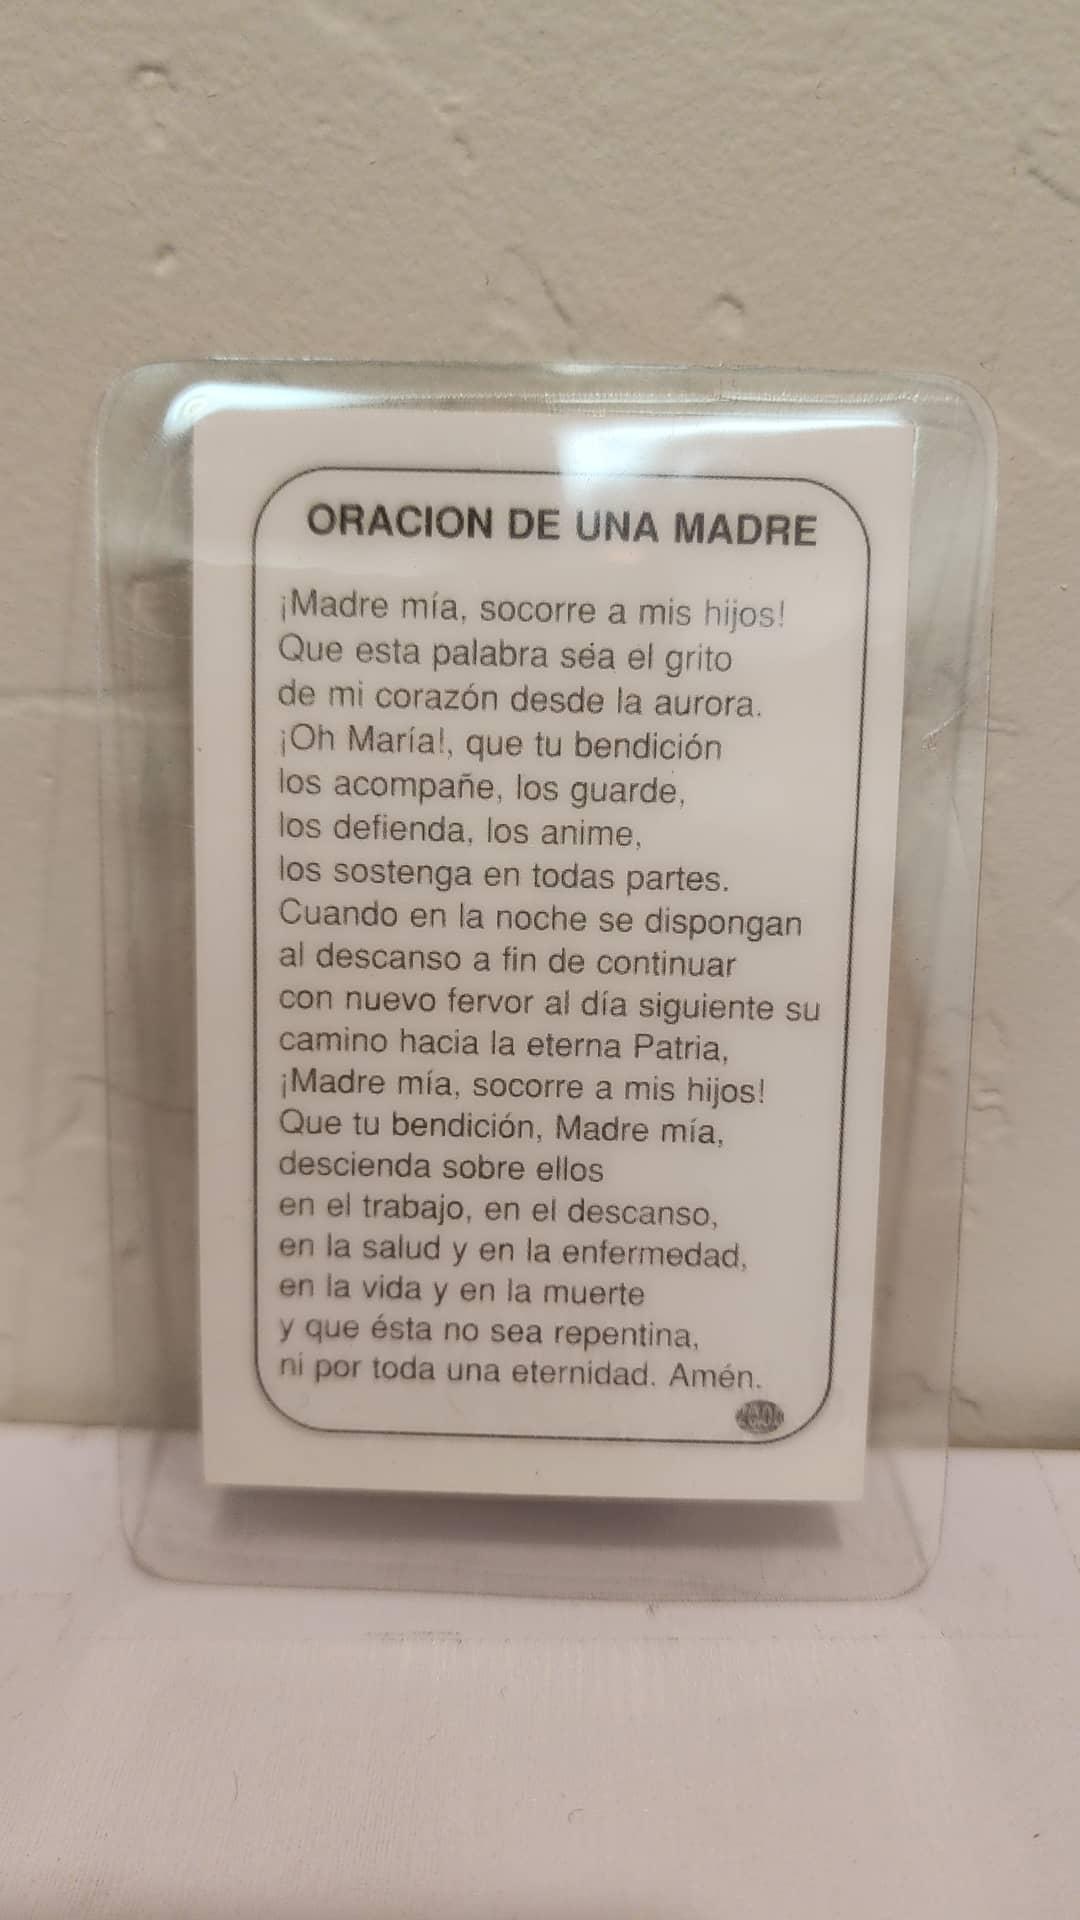 ORACION DE UNA MADRE
¡Madre mía, socorre a mis hijos!
Que esta palabra sea el grito
de mi corazón desde la aurora.
¡Oh María!, que tu bendición
los acompañe, los guarde,
los defienda, los anime,
los sostenga en todas partes.
Cuando en la noche se dispongan
al descanso a fin de continuar
con nuevo fervor al día siguiente su
camino hacia la eterna Patria,
¡Madre mía, socorre a mis hijos!
Que tu bendición, Madre mía,
descienda sobre ellos
en el trabajo, en el descanso,
en la salud y en la enfermedad,
en la vida y en la muerte
y que ésta no sea repentina,
ni por toda una eternidad. Amén.